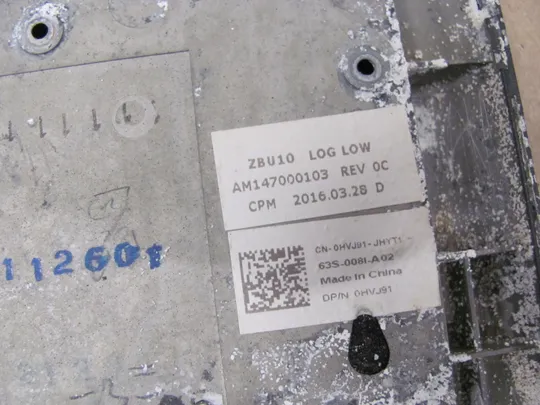 ZBU10 LOG LOW
AM147000103 REV 0C
CPM 2016.03.28 D
CN-0HVJ91-JHYT1
63S-008I-A02
Made in China
DP/N 0HVJ91
112601